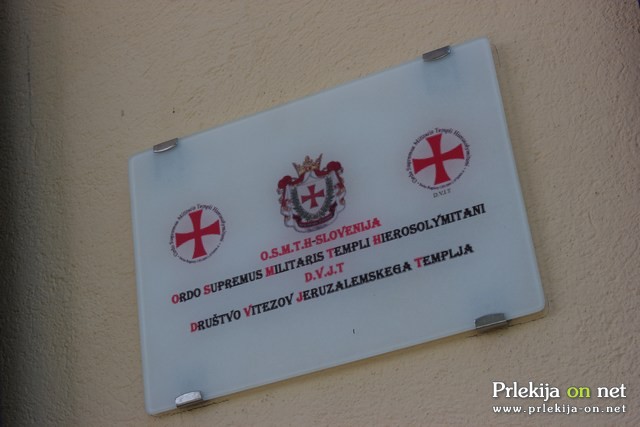 O.S.M.T.H-SLOVENIJA
ORDO SUPREMUS MILITARIS TEMPLI HIEROSOLYMITANI
D.V.J.T
DRUŠTVO VITEZOV JERUZALEMSKEGA TEMPLJA
D.V.J.T.
Prlekija on net
www.prlekija-on.net